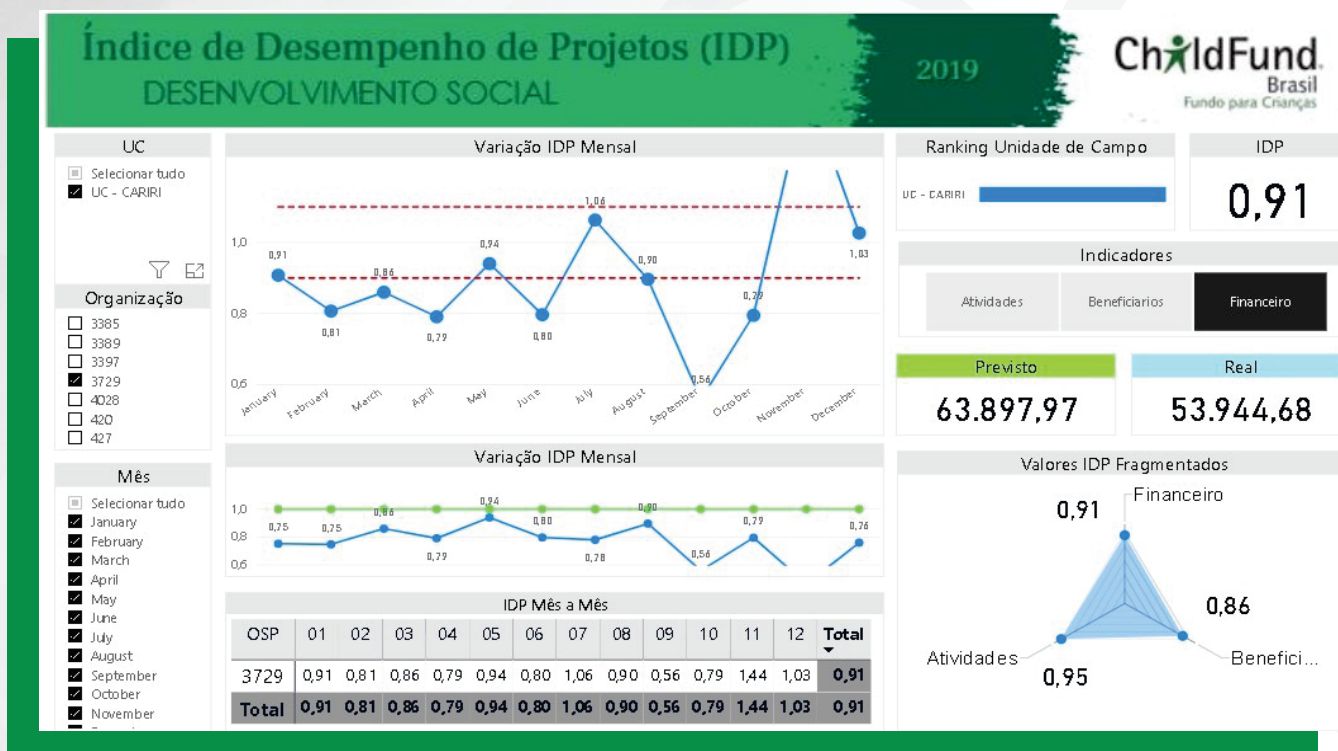 Índice de Desempenho de Projetos (IDP)
DESENVOLVIMENTO SOCIAL
2019
ChildFund
Brasil
Fundo para Crianças
UC
Selecionar tudo
UC - CARIRI
Organização
3385
3389
3397
3729
4028
420
427
Mês
Selecionar tudo
January
February
March
April
May
June
July
August
September
October
November
Variação IDP Mensal
1,0
0,8
0,6
0,91
0,81
0,86
0,79
0,94
0,80
1,06
0,90
0,56
0,79
1,03
January
February
March
April
May
June
July
August
September
October
November
December
Variação IDP Mensal
1,0
0,8
0,6
0,75
0,75
0,86
0,79
0,94
0,80
0,78
0,90
0,56
0,79
0,76
IDP Mês a Mês
OSP 01 02 03 04 05 06 07 08 09 10 11 12 Total
3729 0,91 0,81 0,86 0,79 0,94 0,80 1,06 0,90 0,56 0,79 1,44 1,03 0,91
Total 0,91 0,81 0,86 0,79 0,94 0,80 1,06 0,90 0,56 0,79 1,44 1,03 0,91
Ranking Unidade de Campo
UC - CARIRI
IDP
0,91
Indicadores
Atividades
Beneficiarios
Financeiro
Previsto
63.897,97
Real
53.944,68
Valores IDP Fragmentados
Financeiro
0,91
0,86
Benefici...
Atividades
0,95